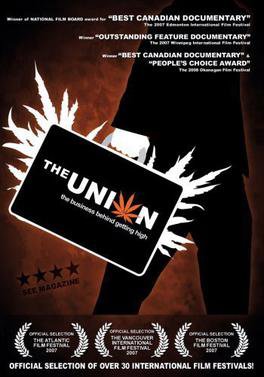 Winner of NATIONAL FILM BOARD award for "BEST CANADIAN DOCUMENTARY"
The 2007 Edmonton International Film Festival
Winner "OUTSTANDING FEATURE DOCUMENTARY"
The 2007 Winnipeg International Film Festival
Winner "BEST CANADIAN DOCUMENTARY" &
"PEOPLE'S CHOICE AWARD"
The 2008 Okanagan Film Festival
THE UNION
the business behind getting high
★★★★
SEE MAGAZINE
OFFICIAL SELECTION
THE ATLANTIC
FILM FESTIVAL
2007
OFFICIAL SELECTION
THE VANCOUVER
INTERNATIONAL
FILM FESTIVAL
2007
OFFICIAL SELECTION
THE BOSTON
FILM FESTIVAL
2007
OFFICIAL SELECTION OF OVER 30 INTERNATIONAL FILM FESTIVALS!